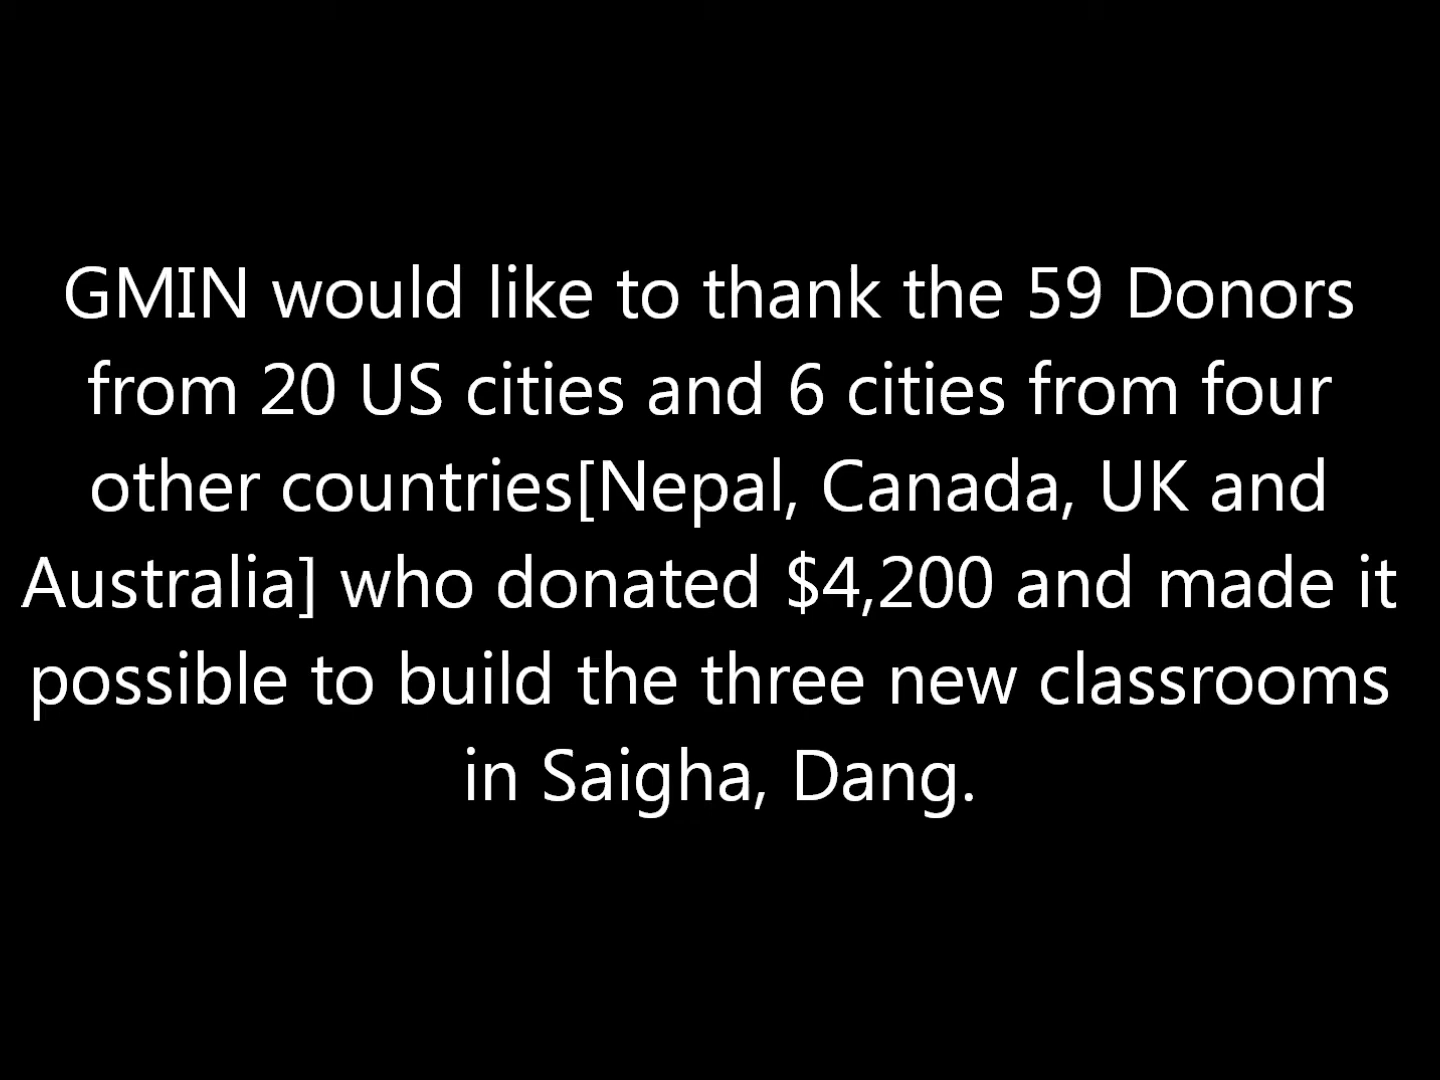 GMIN would like to thank the 59 Donors
from 20 US cities and 6 cities from four
other countries[Nepal, Canada, UK and
Australia] who donated $4,200 and made it
possible to build the three new classrooms
in Saigha, Dang.